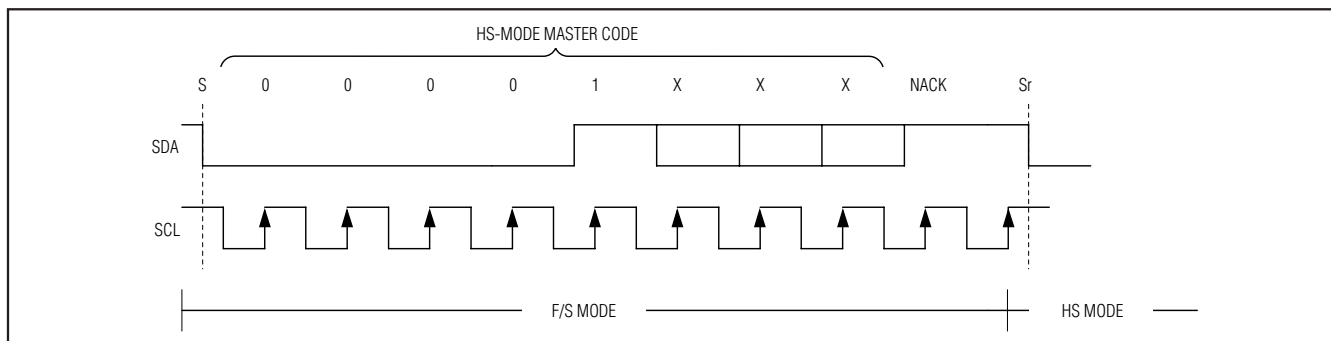 HS-MODE MASTER CODE
S 0 0 0 0 1 X X X NACK Sr
SDA
SCL
F/S MODE HS MODE